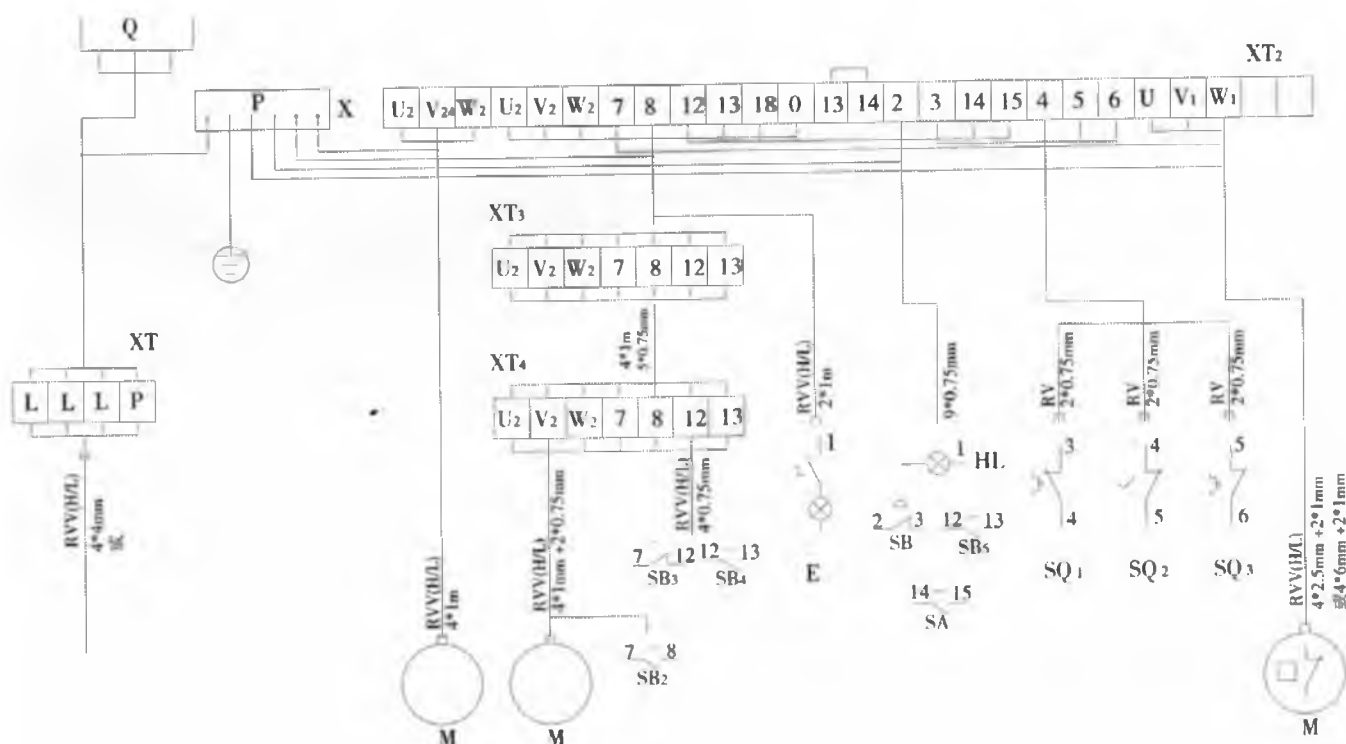 Q
XT2
P
X
U2 V24 W2 U2 V2 W2 7 8 12 13 18 0 13 14 2 3 14 15 4 5 6 U V1 W1
XT3
U2 V2 W2 7 8 12 13
4*1m
5*0.75mm
XT
L L L P
RVV(H/L)
4*4mm
或
XT4
U2 V2 W2 7 8 12 13
RVV(H/L)
4*1m
RVV(H/L)
4*1mm +2*0.75mm
RVV(H/L)
4*0.75mm
RVV(H/L)
2*1m
9*0.75mm
RV
2*0.75mm
RV
2*0.75mm
RV
2*0.75mm
RVV(H/L)
4*2.5mm +2*1mm
或4*6mm +2*1mm
1
1 HL
3
4
5
2 3
SB
12 13
SB5
4
5
6
7 12
SB3
12 13
SB4
E
SQ1
SQ2
SQ3
14 15
SA
7 8
SB2
M
M
M